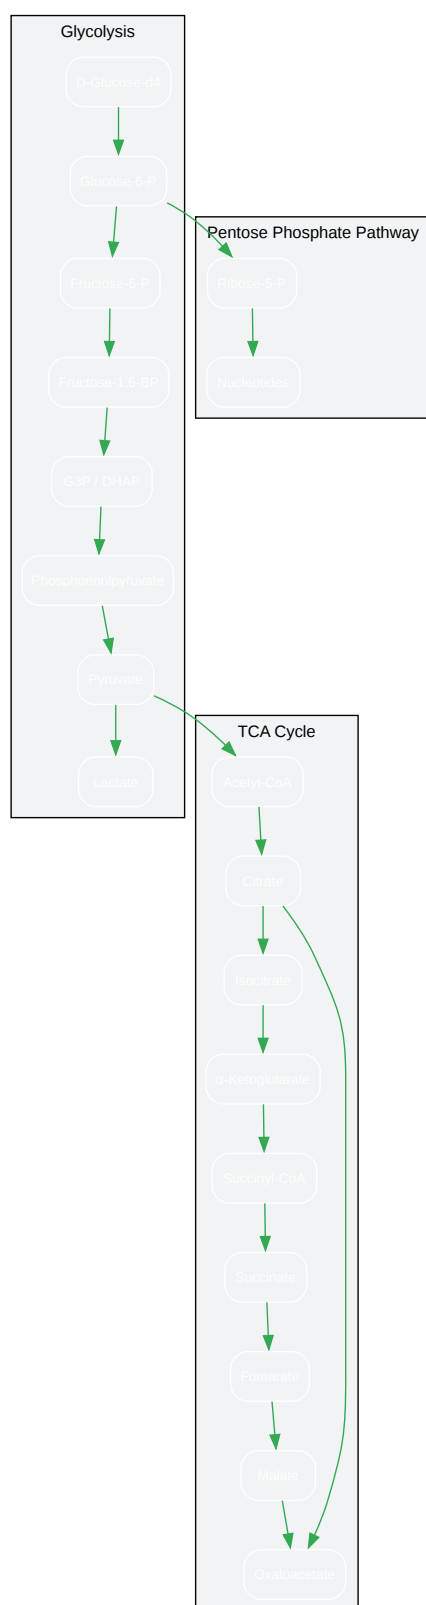 Glycolysis
D-Glucose-d4
Glucose-6-P
Fructose-6-P
Fructose-1,6-BP
G3P / DHAP
Phosphoenolpyruvate
Pyruvate
Lactate
Pentose Phosphate Pathway
Ribose-5-P
Nucleotides
TCA Cycle
Acetyl-CoA
Citrate
Isocitrate
α-Ketoglutarate
Succinyl-CoA
Succinate
Fumarate
Malate
Oxaloacetate